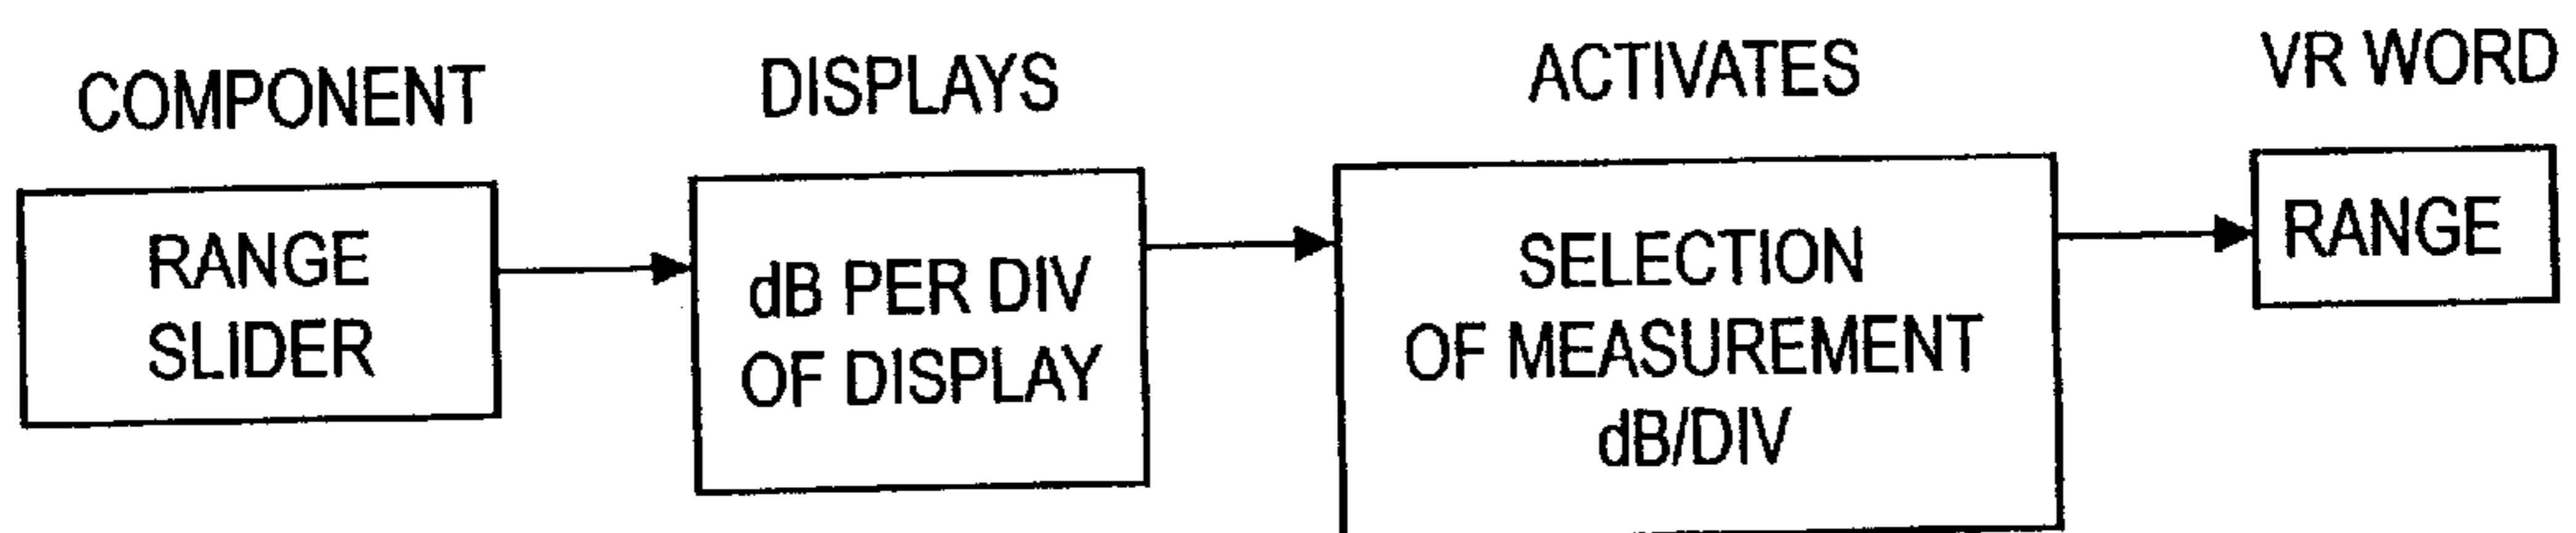 COMPONENT
RANGE
SLIDER
DISPLAYS
dB PER DIV
OF DISPLAY
ACTIVATES
SELECTION
OF MEASUREMENT
dB/DIV
VR WORD
RANGE